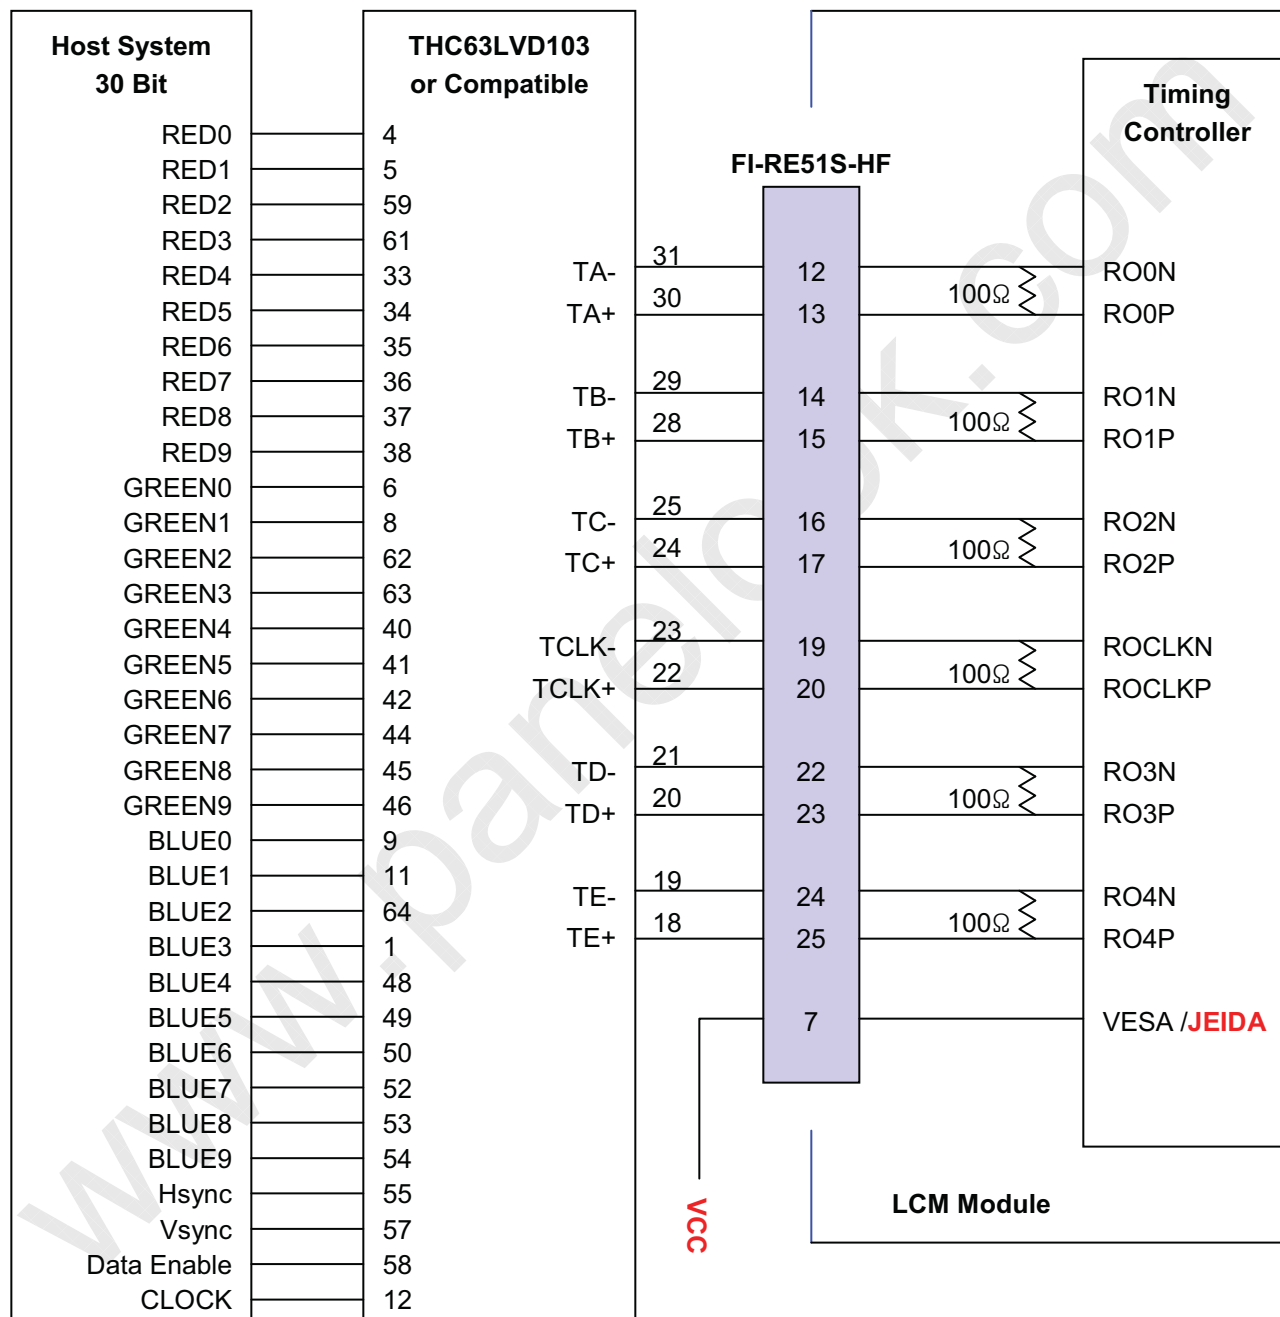 Host System
30 Bit
RED0
RED1
RED2
RED3
RED4
RED5
RED6
RED7
RED8
RED9
GREEN0
GREEN1
GREEN2
GREEN3
GREEN4
GREEN5
GREEN6
GREEN7
GREEN8
GREEN9
BLUE0
BLUE1
BLUE2
BLUE3
BLUE4
BLUE5
BLUE6
BLUE7
BLUE8
BLUE9
Hsync
Vsync
Data Enable
CLOCK
THC63LVD103
or Compatible
4
5
59
61
33
34
35
36
37
38
6
8
62
63
40
41
42
44
45
46
9
11
64
1
48
49
50
52
53
54
55
57
58
12
TA- 31
TA+ 30
TB- 29
TB+ 28
TC- 25
TC+ 24
TCLK- 23
TCLK+ 22
TD- 21
TD+ 20
TE- 19
TE+ 18
VCC
FI-RE51S-HF
12
13
14
15
16
17
19
20
22
23
24
25
7
100Ω
100Ω
100Ω
100Ω
100Ω
100Ω
Timing
Controller
RO0N
RO0P
RO1N
RO1P
RO2N
RO2P
ROCLKN
ROCLKP
RO3N
RO3P
RO4N
RO4P
VESA /JEIDA
LCM Module
www.panelook.com